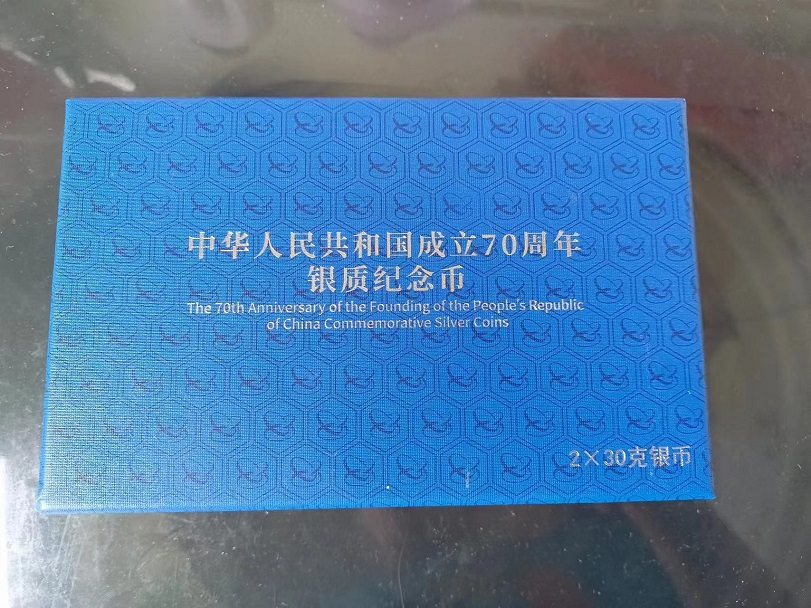 中华人民共和国成立70周年
银质纪念币
The 70th Anniversary of the Founding of the People's Republic
of China Commemorative Silver Coins
2×30克银币